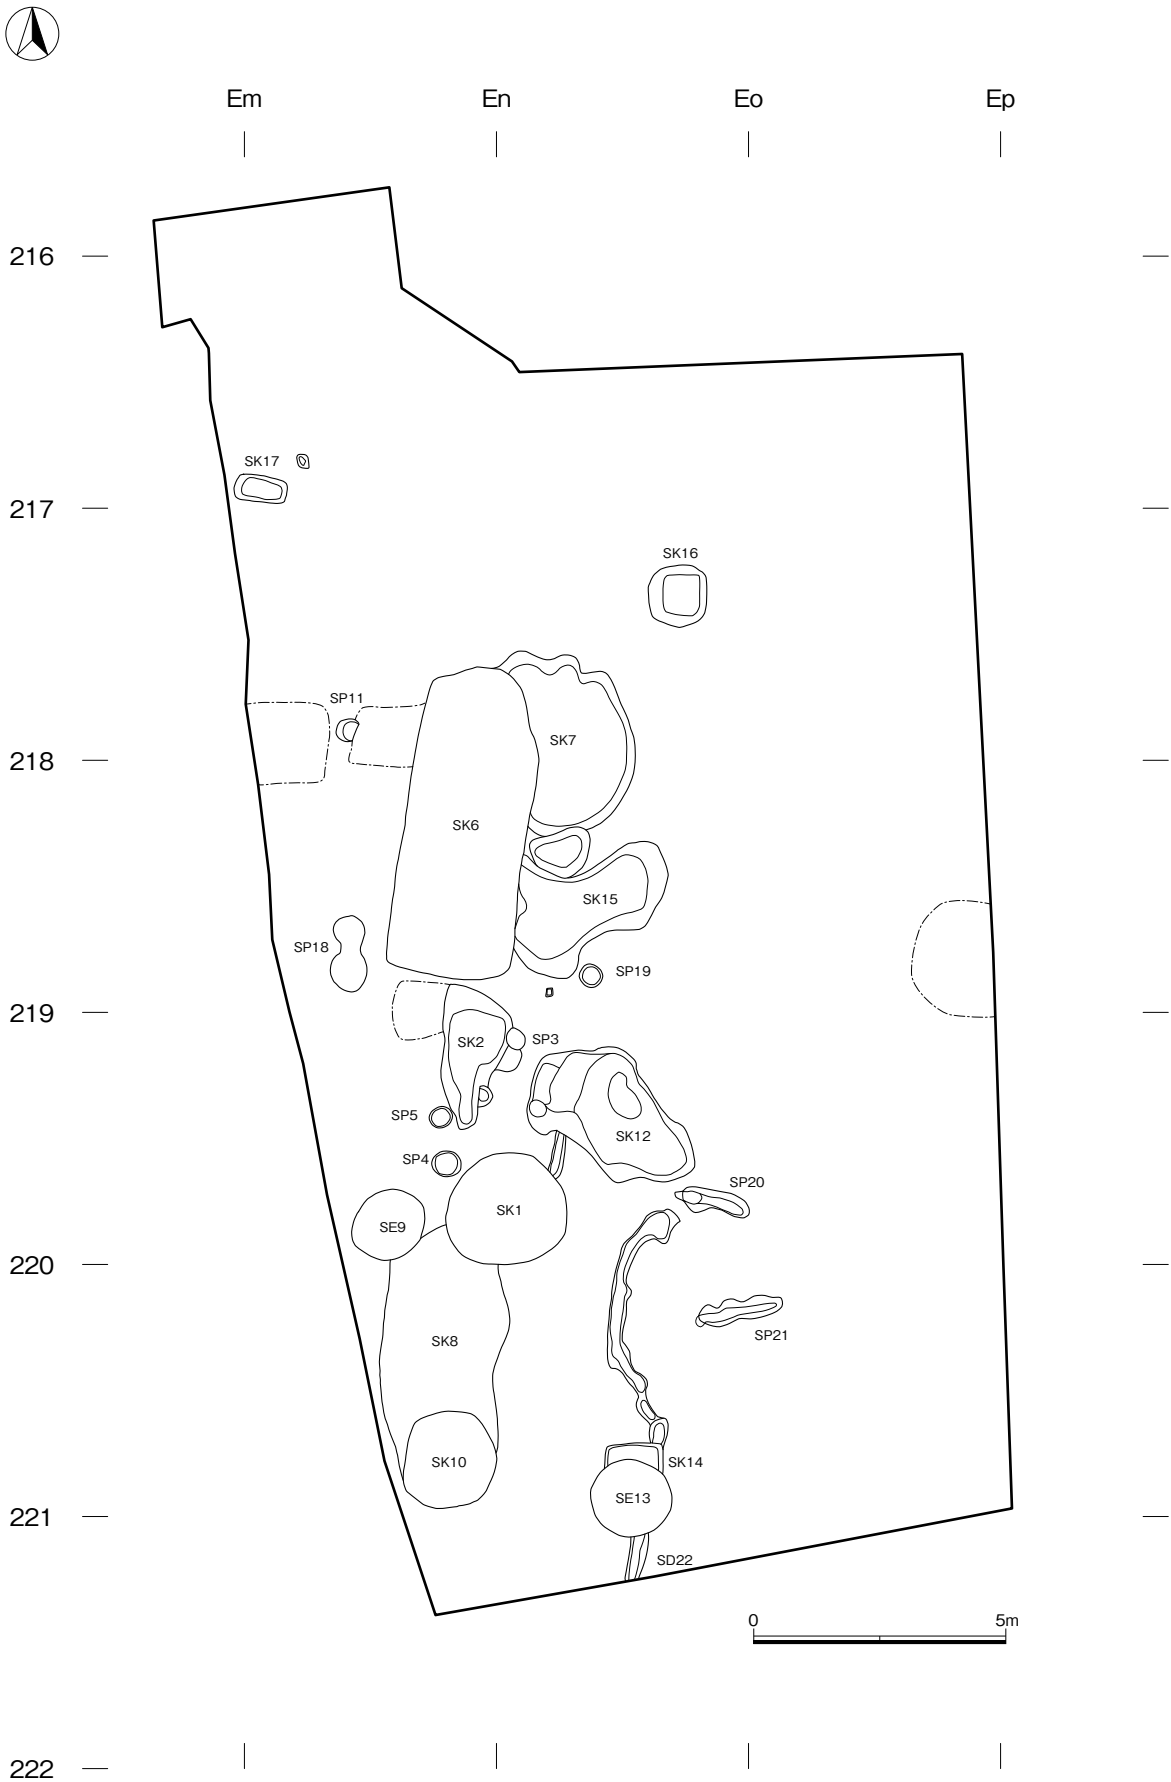 Em En Eo Ep
216
SK17
217
SK16
SP11
SK7
218
SK6
SK15
SP18
SP19
219
SP3
SK2
SP5
SK12
SP4
SP20
SK1
SE9
220
SP21
SK8
SK10
SK14
SE13
221
SD22
0 5m
222